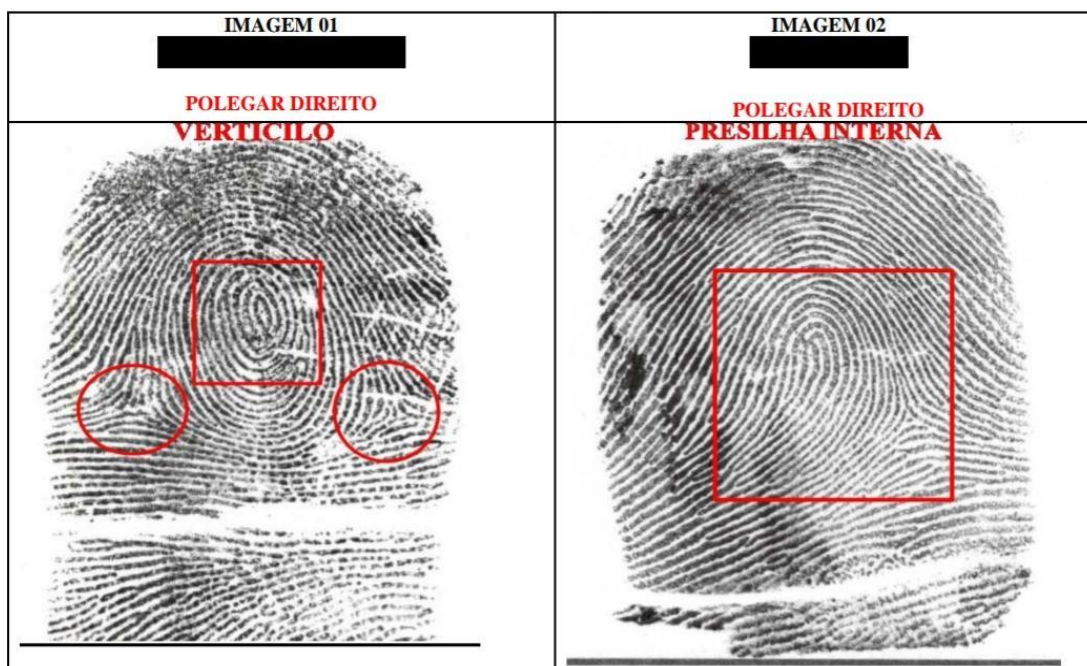 IMAGEM 01
POLEGAR DIREITO
VERTICILO
IMAGEM 02
POLEGAR DIREITO
PRESILHA INTERNA